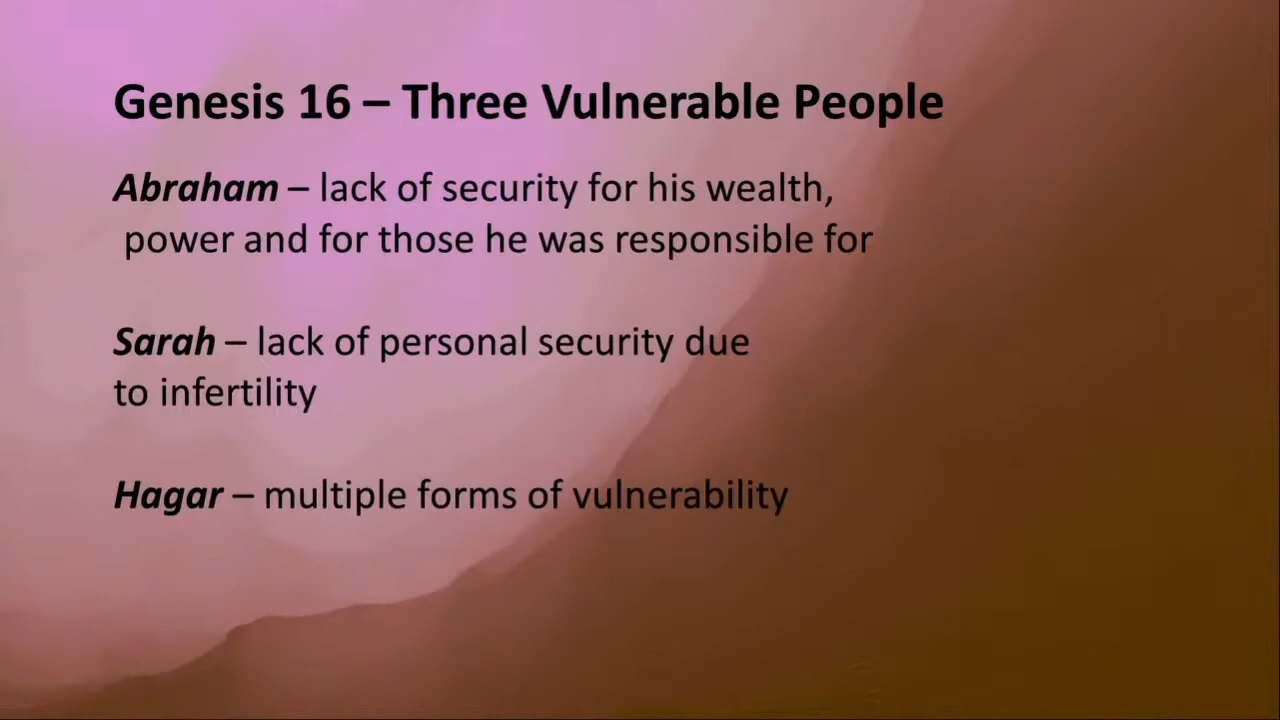 Genesis 16 – Three Vulnerable People
Abraham – lack of security for his wealth,
power and for those he was responsible for
Sarah – lack of personal security due
to infertility
Hagar – multiple forms of vulnerability